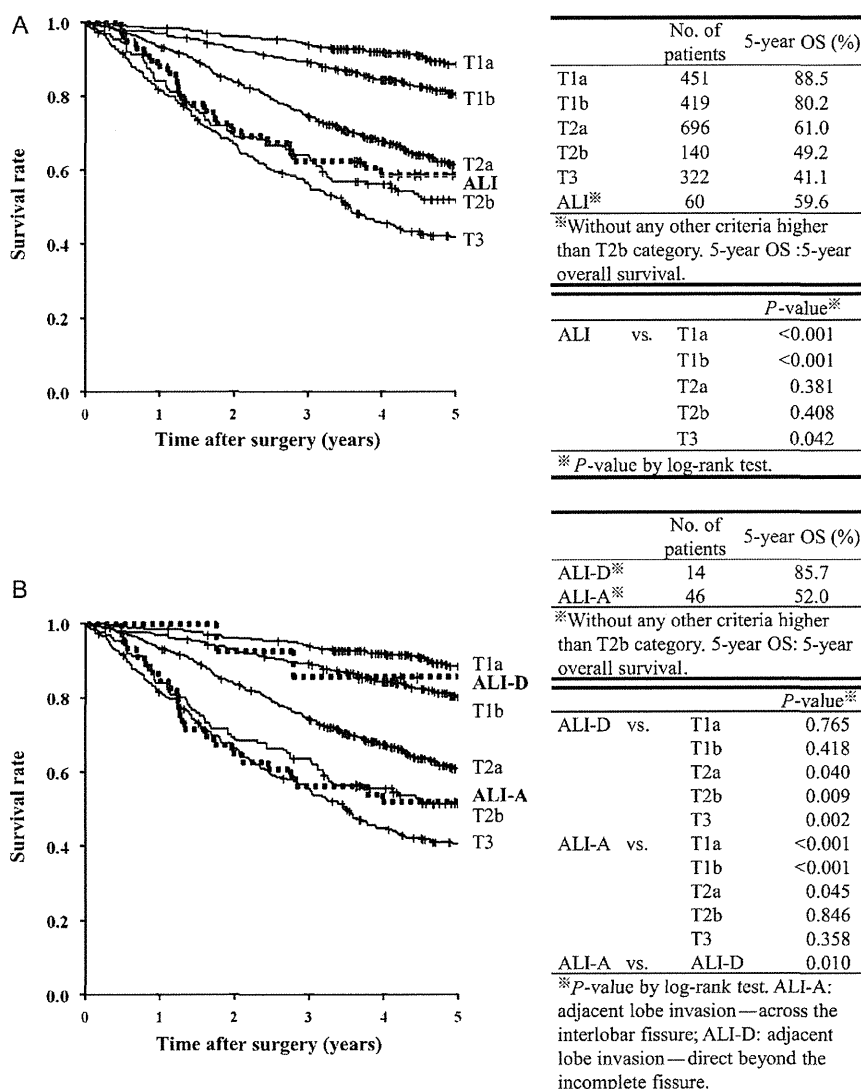 A
1.0
0.8
0.6
0.4
0.2
0.0
Survival rate
0 1 2 3 4 5
Time after surgery (years)
T1a
T1b
T2a
ALI
T2b
T3
No. of
patients 5-year OS (%)
T1a 451 88.5
T1b 419 80.2
T2a 696 61.0
T2b 140 49.2
T3 322 41.1
ALI※ 60 59.6
※Without any other criteria higher
than T2b category. 5-year OS :5-year
overall survival.
P-value※
ALI vs. T1a <0.001
T1b <0.001
T2a 0.381
T2b 0.408
T3 0.042
※ P-value by log-rank test.
B
1.0
0.8
0.6
0.4
0.2
0.0
Survival rate
0 1 2 3 4 5
Time after surgery (years)
T1a
ALI-D
T1b
T2a
ALI-A
T2b
T3
No. of
patients 5-year OS (%)
ALI-D※ 14 85.7
ALI-A※ 46 52.0
※Without any other criteria higher
than T2b category. 5-year OS: 5-year
overall survival.
P-value※
ALI-D vs. T1a 0.765
T1b 0.418
T2a 0.040
T2b 0.009
T3 0.002
ALI-A vs. T1a <0.001
T1b <0.001
T2a 0.045
T2b 0.846
T3 0.358
ALI-A vs. ALI-D 0.010
※P-value by log-rank test. ALI-A:
adjacent lobe invasion—across the
interlobar fissure; ALI-D: adjacent
lobe invasion—direct beyond the
incomplete fissure.